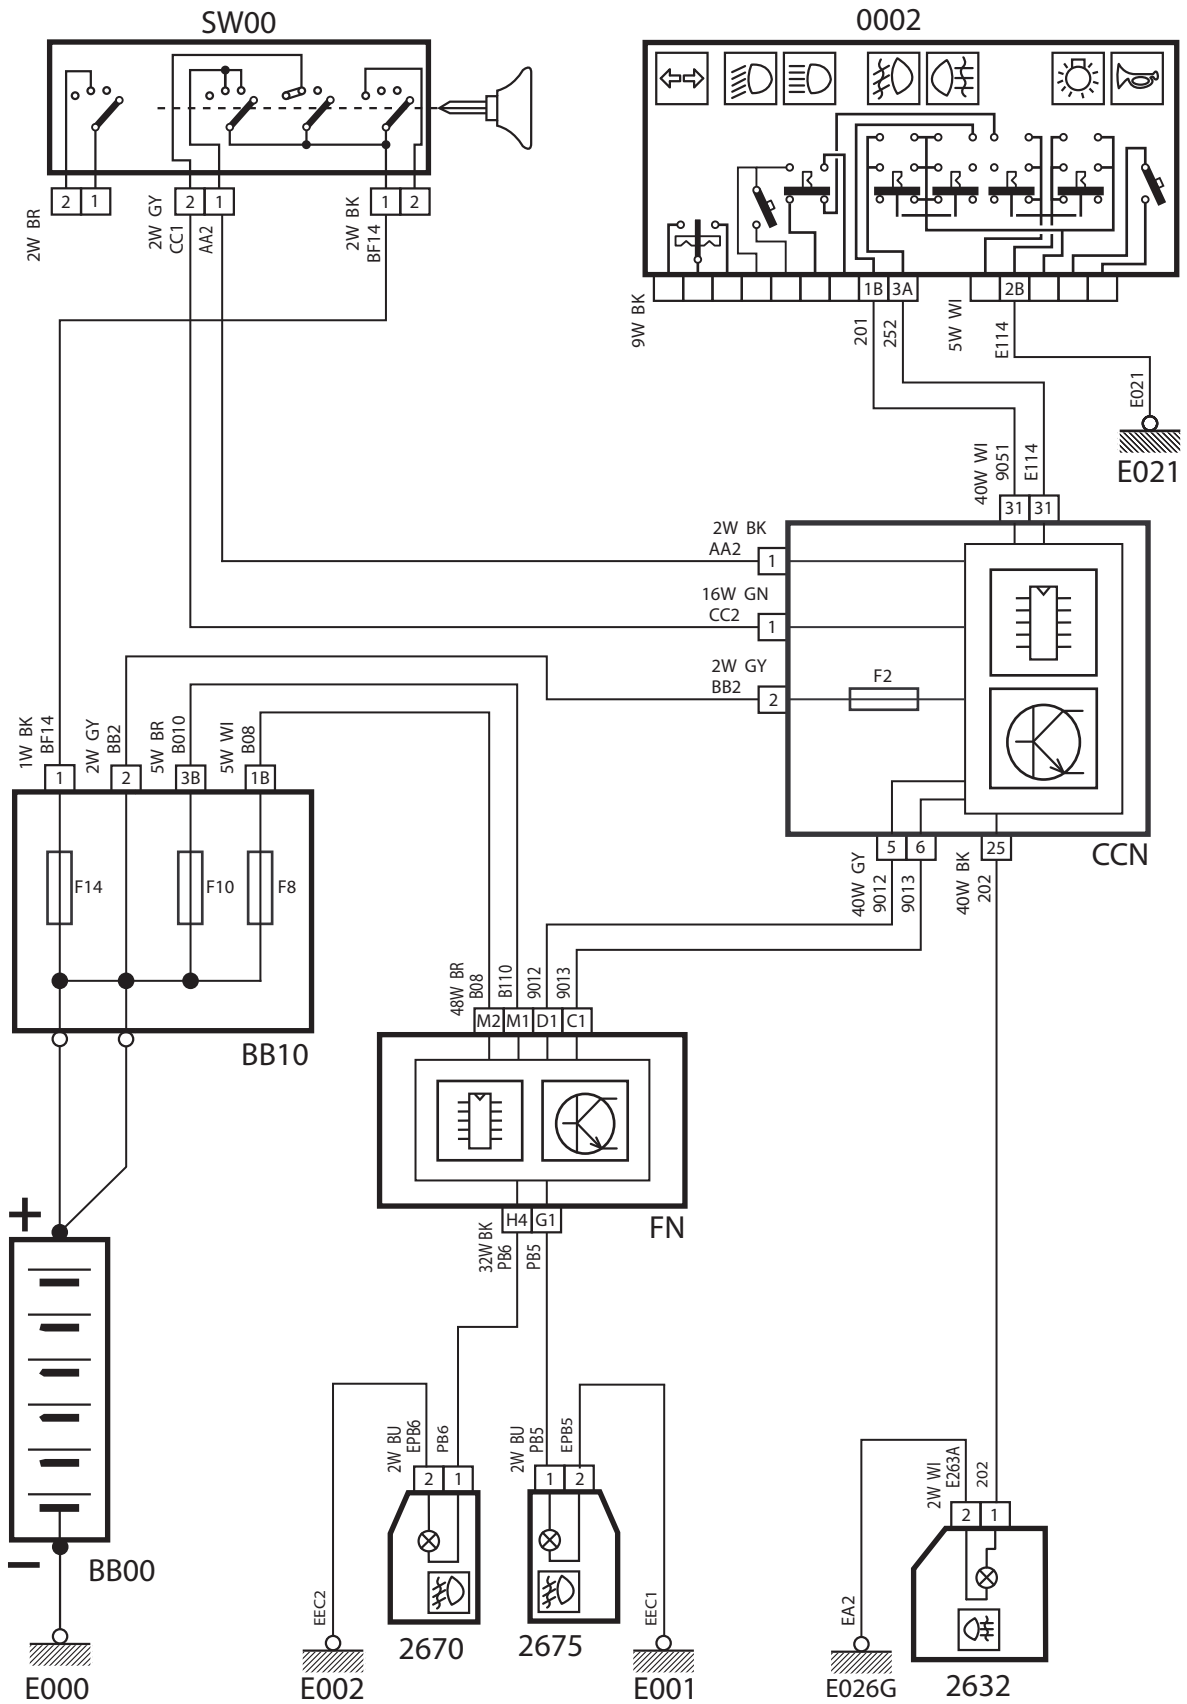 SW00
0002
2W BR
2
1
2W GY
CC1
2
1
AA2
2W BK
BF14
1
2
9W BK
1B
3A
201
252
5W WI
2B
E114
E021
E021
40W WI
9051
E114
31
31
2W BK
AA2
1
16W GN
CC2
1
2W GY
BB2
2
F2
1W BK
BF14
2W GY
BB2
5W BR
B010
5W WI
B08
1
2
3B
1B
F14
F10
F8
BB10
5
6
25
CCN
40W GY
9012
9013
40W BK
202
48W BR
B08
B110
9012
9013
M2
M1
D1
C1
H4
G1
FN
32W BK
PB6
PB5
+
−
BB00
E000
2W BU
EPB6
PB6
2W BU
PB5
EPB5
2
1
1
2
EEC2
EEC1
2W WI
E263A
202
2
1
EA2
2670
2675
E002
E001
E026G
2632